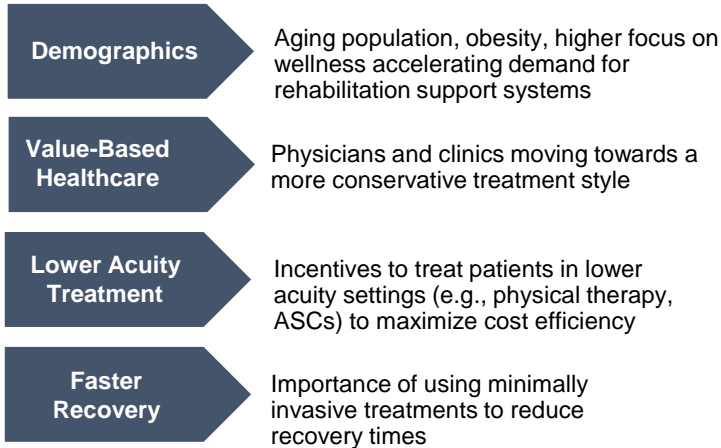 Demographics
Aging population, obesity, higher focus on
wellness accelerating demand for
rehabilitation support systems
Value-Based
Healthcare
Physicians and clinics moving towards a
more conservative treatment style
Lower Acuity
Treatment
Incentives to treat patients in lower
acuity settings (e.g., physical therapy,
ASCs) to maximize cost efficiency
Faster
Recovery
Importance of using minimally
invasive treatments to reduce
recovery times